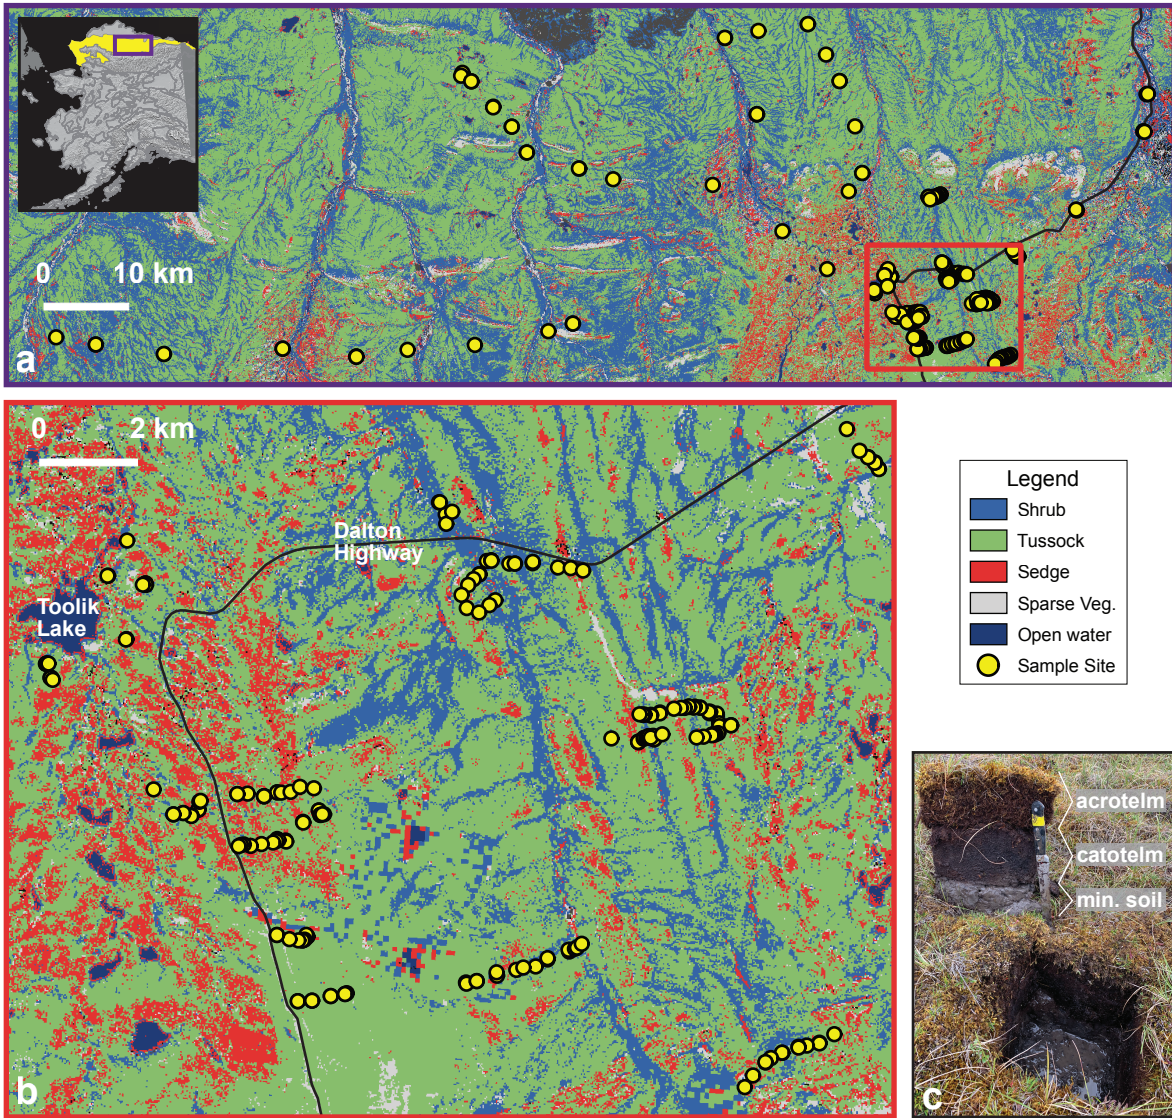 0 10 km
a
0 2 km
Dalton
Highway
Toolik
Lake
b
Legend
Shrub
Tussock
Sedge
Sparse Veg.
Open water
Sample Site
acrotelm
catotelm
min. soil
c